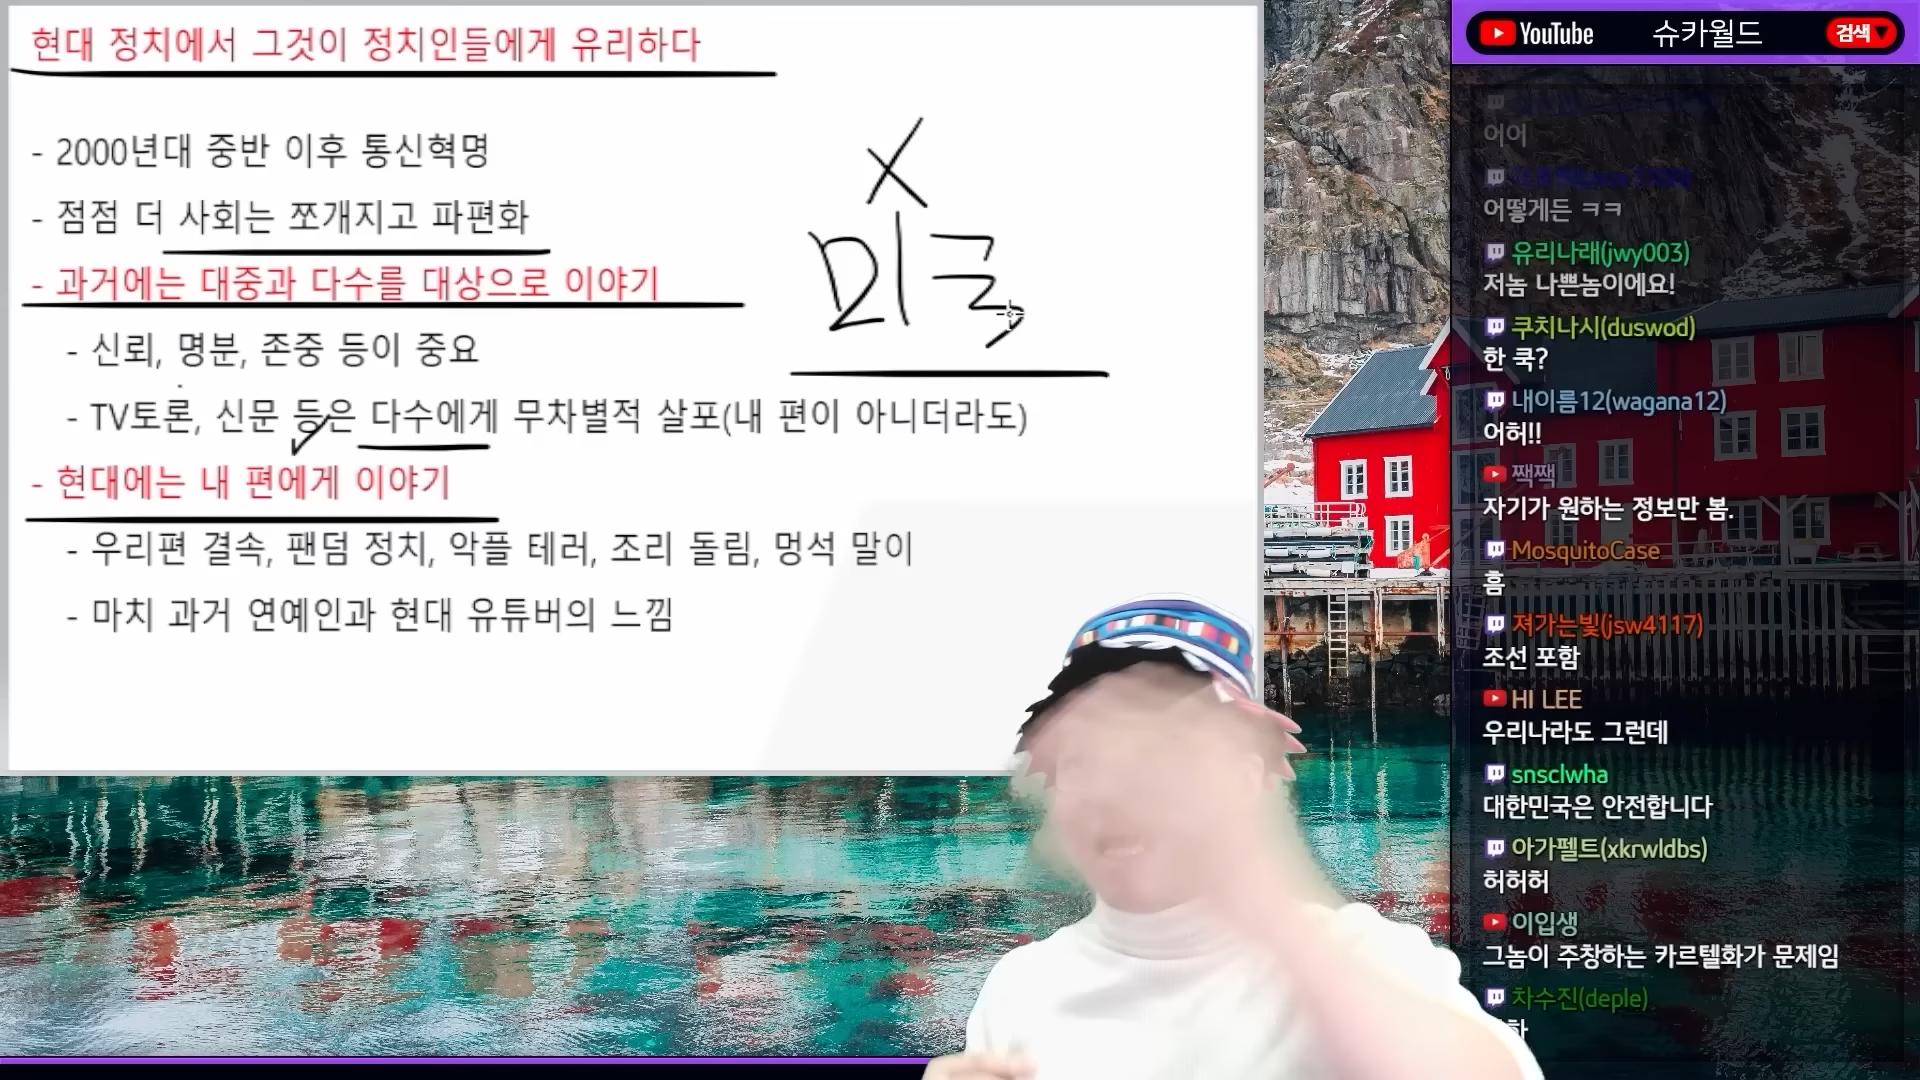 현대 정치에서 그것이 정치인들에게 유리하다
- 2000년대 중반 이후 통신혁명
- 점점 더 사회는 쪼개지고 파편화
- 과거에는 대중과 다수를 대상으로 이야기
- 신뢰, 명분, 존중 등이 중요
- TV토론, 신문 등은 다수에게 무차별적 살포(내 편이 아니더라도)
- 현대에는 내 편에게 이야기
- 우리편 결속, 팬덤 정치, 악플 테러, 조리 돌림, 멍석 말이
- 마치 과거 연예인과 현대 유튜버의 느낌
X
미국
YouTube 슈카월드 검색
어어
어떻게든 ㅋㅋ
유리나래(jwy003)
저놈 나쁜놈이에요!
쿠치나시(duswod)
한 쿡?
내이름12(wagana12)
어허!!
짹짹
자기가 원하는 정보만 봄.
MosquitoCase
흠
져가는빛(jsw4117)
조선 포함
HI LEE
우리나라도 그런데
snsclwha
대한민국은 안전합니다
아가펠트(xkrwldbs)
허허허
이입생
그놈이 주창하는 카르텔화가 문제임
차수진(deple)